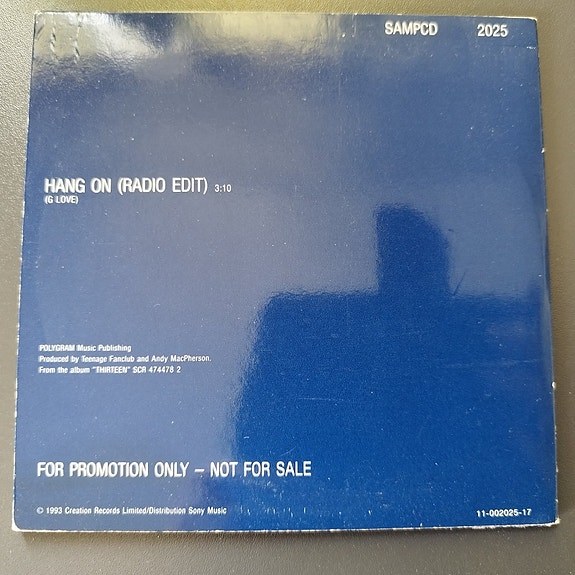 SAMPCD 2025
HANG ON (RADIO EDIT) 3:10
(G LOVE)
POLYGRAM Music Publishing
Produced by Teenage Fanclub and Andy MacPherson.
From the album "THIRTEEN" SCR 474478 2
FOR PROMOTION ONLY – NOT FOR SALE
© 1993 Creation Records Limited/Distribution Sony Music
11-002025-17